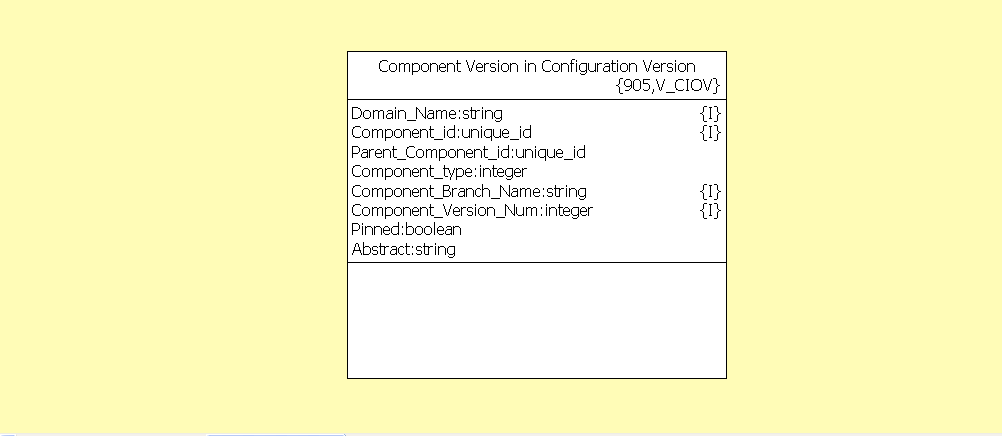 Component Version in Configuration Version
{905,V_CIOV}
Domain_Name:string {I}
Component_id:unique_id {I}
Parent_Component_id:unique_id
Component_type:integer
Component_Branch_Name:string {I}
Component_Version_Num:integer {I}
Pinned:boolean
Abstract:string